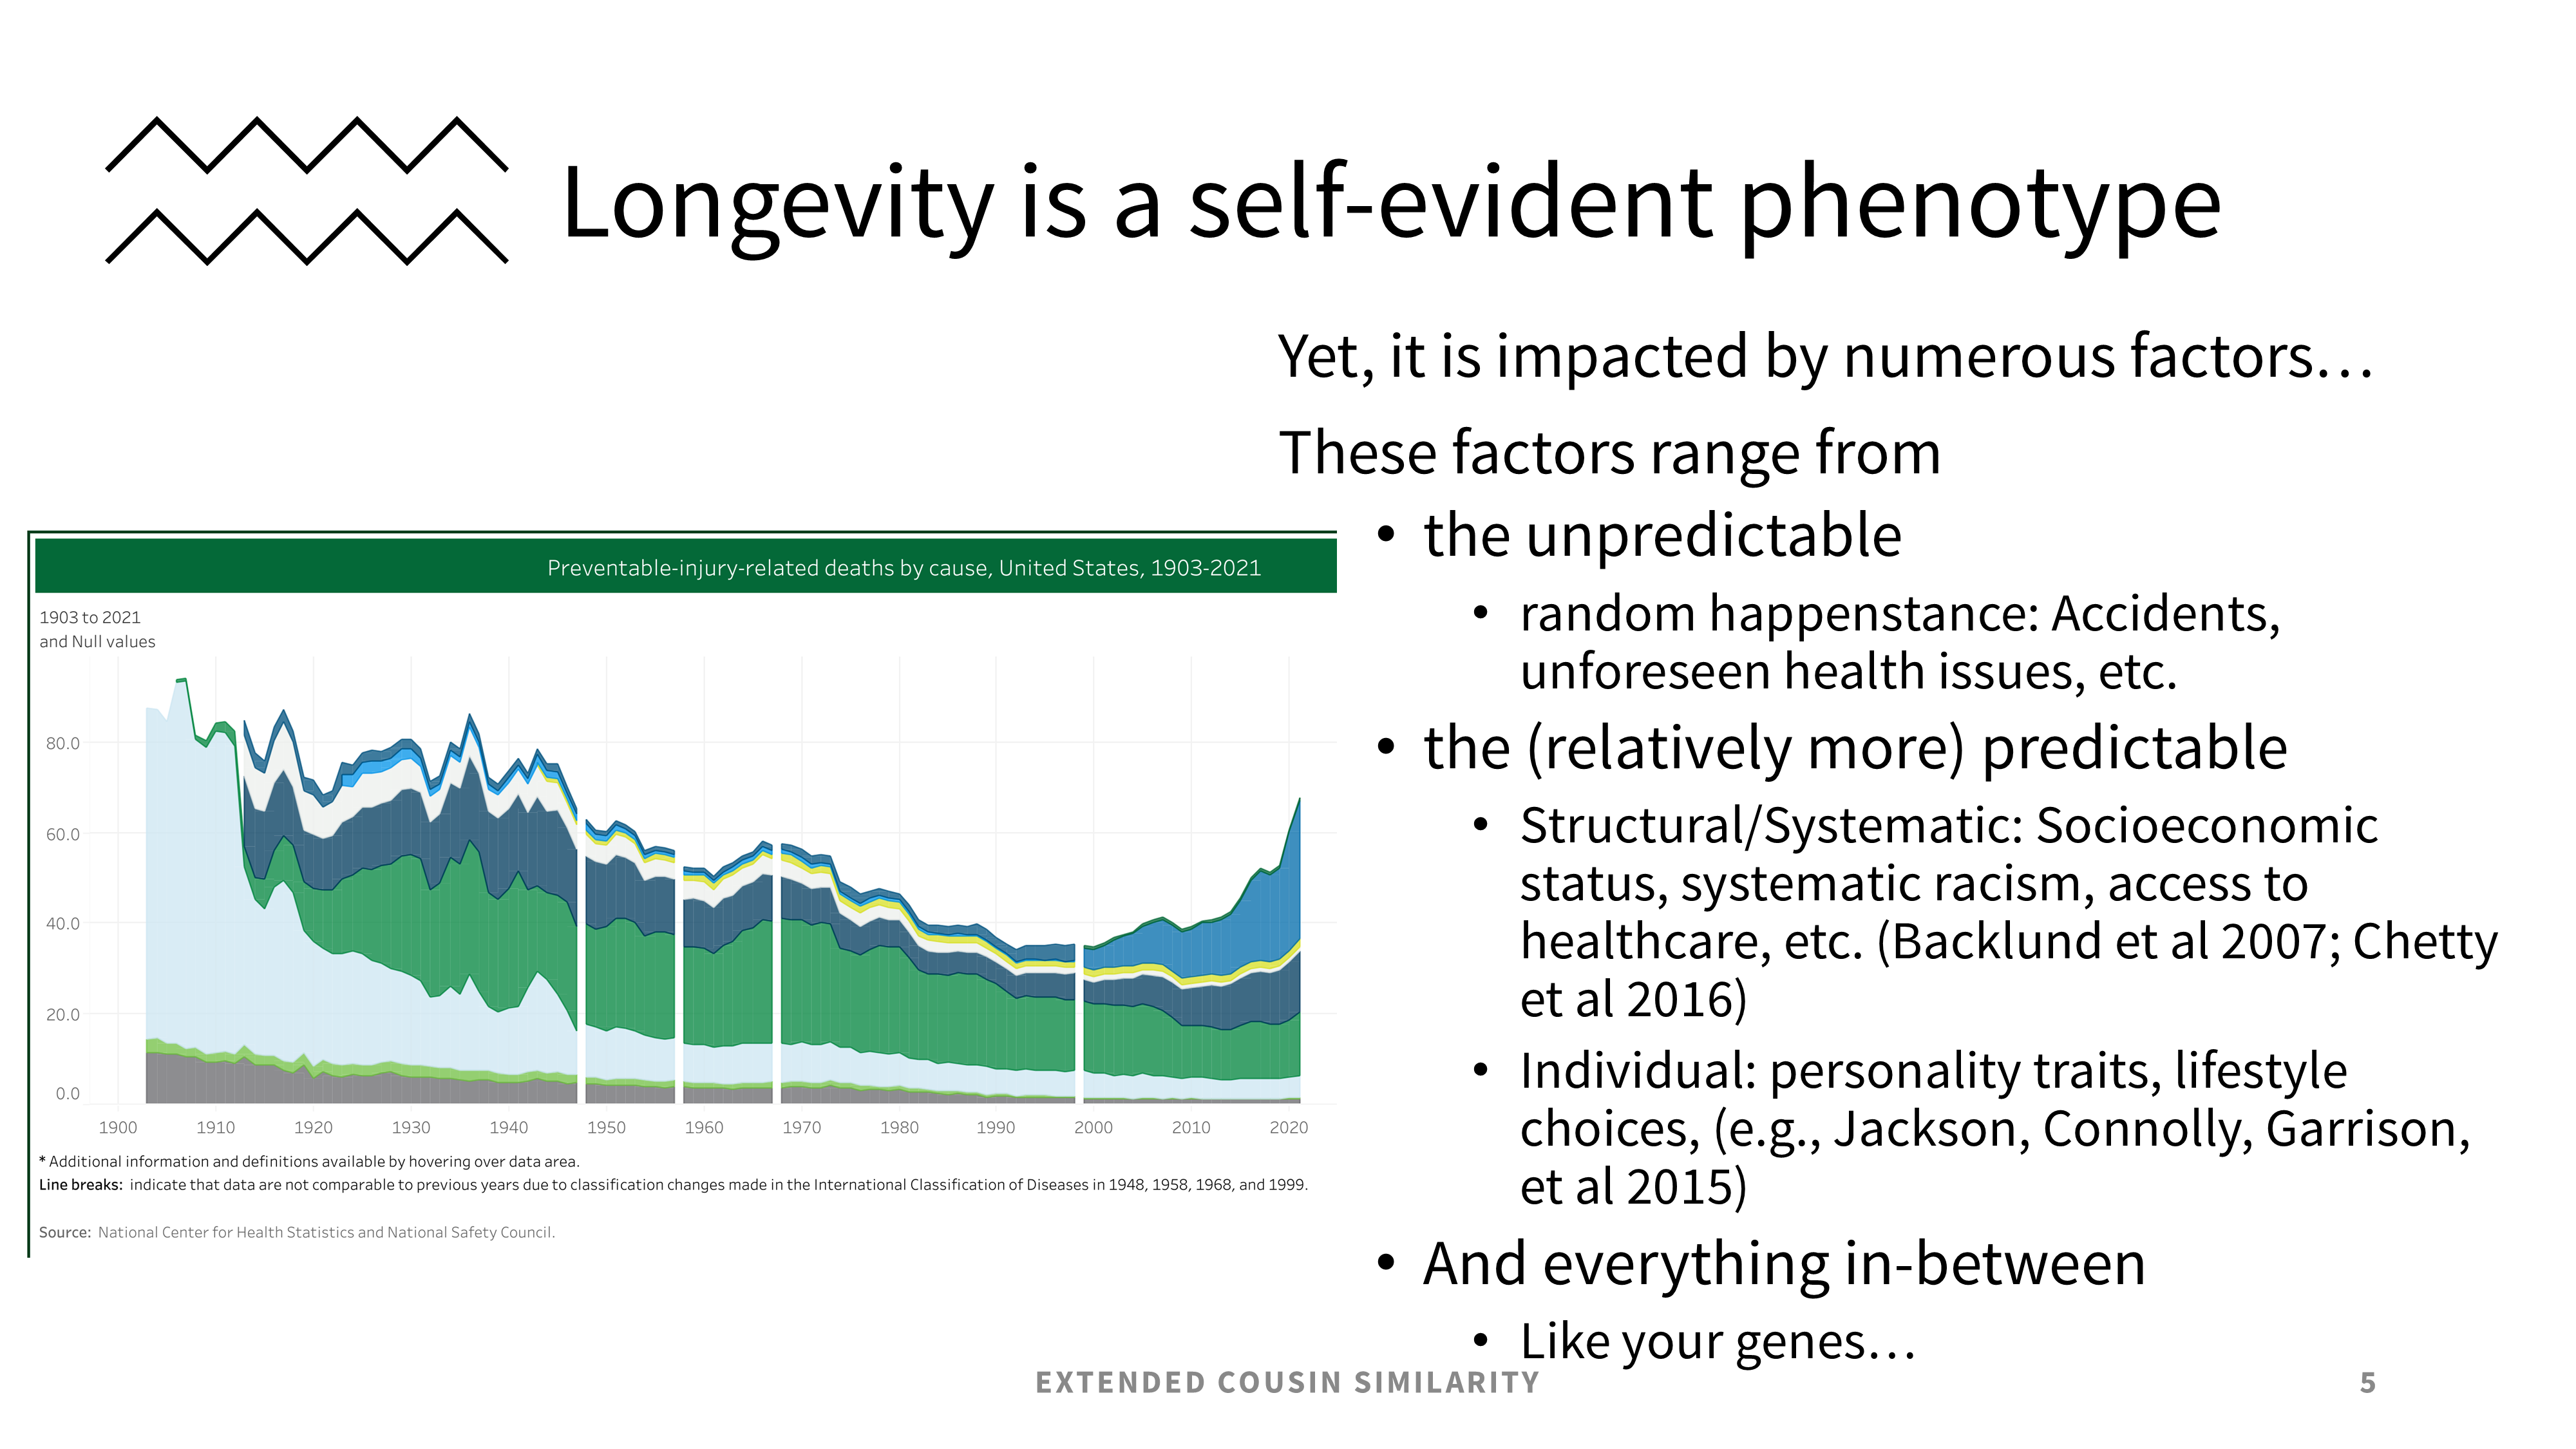 Longevity is a self-evident phenotype
Yet, it is impacted by numerous factors…
These factors range from
• the unpredictable
• random happenstance: Accidents,
unforeseen health issues, etc.
• the (relatively more) predictable
• Structural/Systematic: Socioeconomic
status, systematic racism, access to
healthcare, etc. (Backlund et al 2007; Chetty
et al 2016)
• Individual: personality traits, lifestyle
choices, (e.g., Jackson, Connolly, Garrison,
et al 2015)
• And everything in-between
• Like your genes…
Preventable-injury-related deaths by cause, United States, 1903-2021
1903 to 2021
and Null values
80.0
60.0
40.0
20.0
0.0
1900 1910 1920 1930 1940 1950 1960 1970 1980 1990 2000 2010 2020
* Additional information and definitions available by hovering over data area.
Line breaks: indicate that data are not comparable to previous years due to classification changes made in the International Classification of Diseases in 1948, 1958, 1968, and 1999.
Source: National Center for Health Statistics and National Safety Council.
EXTENDED COUSIN SIMILARITY
5